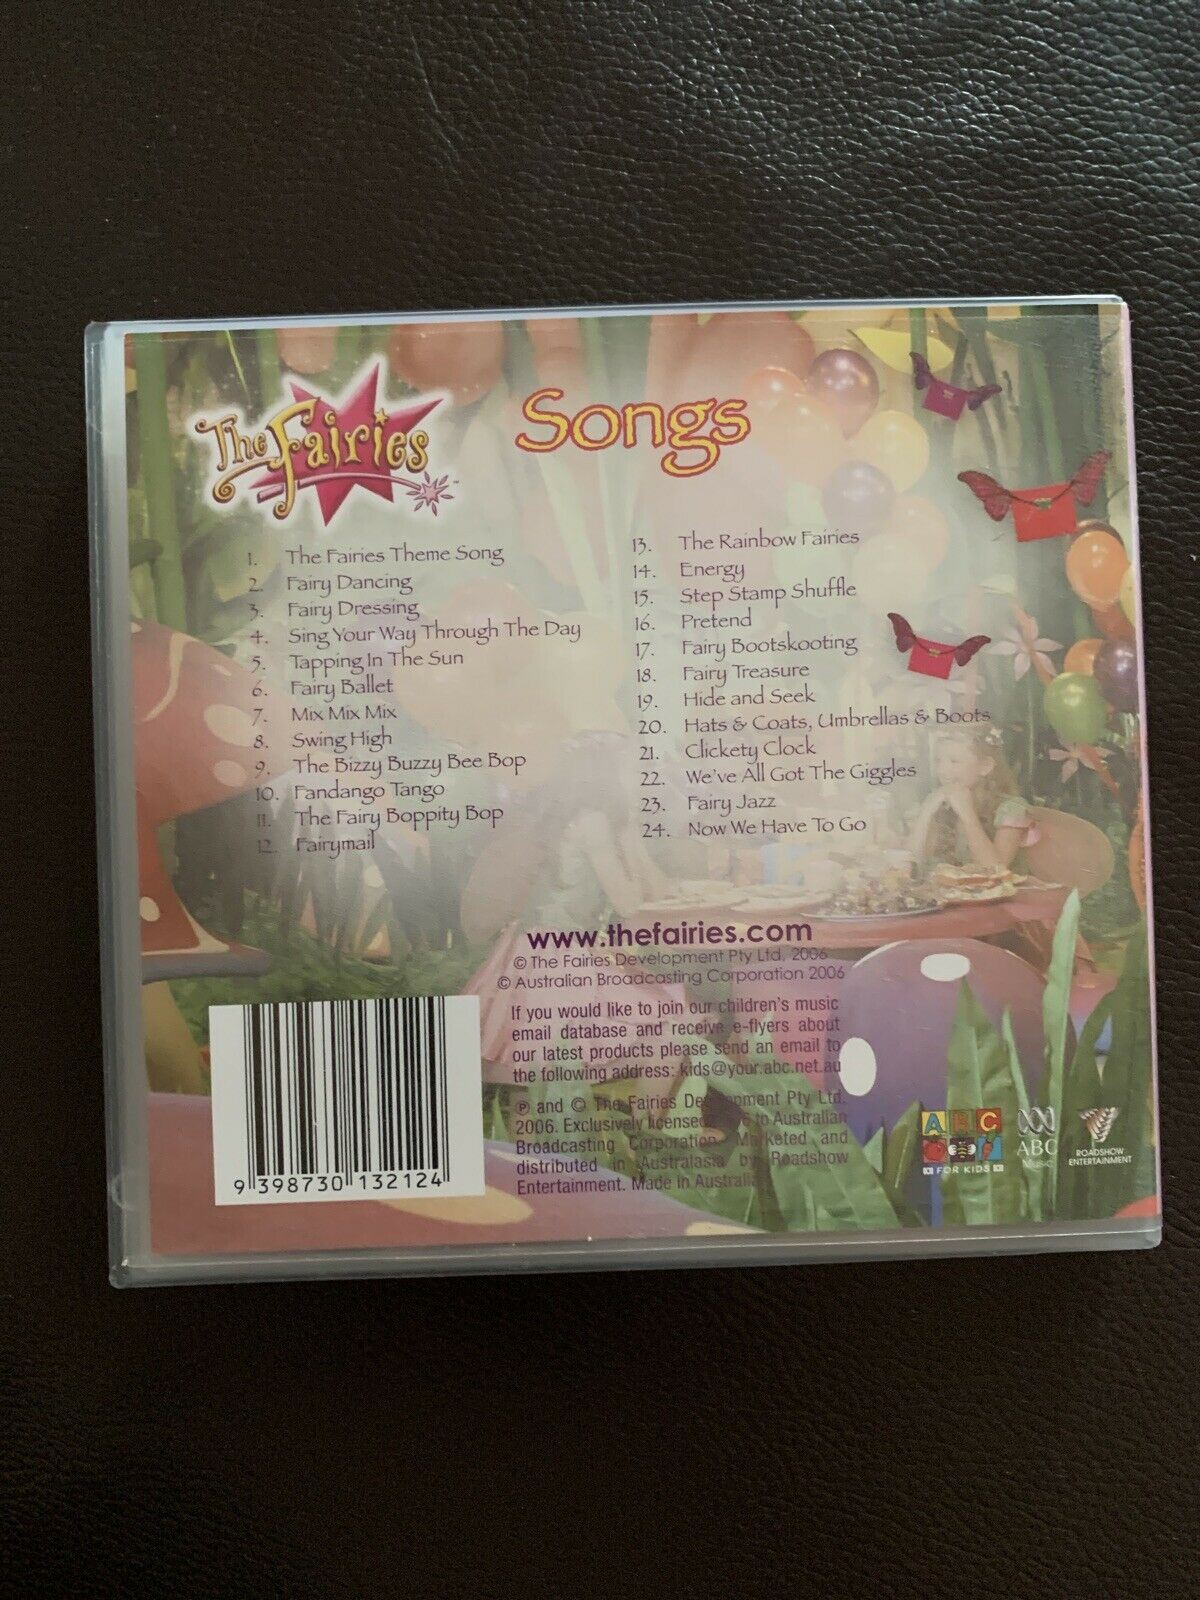 The Fairies
Songs
1. The Fairies Theme Song
2. Fairy Dancing
3. Fairy Dressing
4. Sing Your Way Through The Day
5. Tapping In The Sun
6. Fairy Ballet
7. Mix Mix Mix
8. Swing High
9. The Bizzy Buzzy Bee Bop
10. Fandango Tango
11. The Fairy Boppity Bop
12. Fairymail
13. The Rainbow Fairies
14. Energy
15. Step Stamp Shuffle
16. Pretend
17. Fairy Bootskooting
18. Fairy Treasure
19. Hide and Seek
20. Hats & Coats, Umbrellas & Boots
21. Clickety Clock
22. We've All Got The Giggles
23. Fairy Jazz
24. Now We Have To Go
www.thefairies.com
© The Fairies Development Pty Ltd, 2006
© Australian Broadcasting Corporation 2006
If you would like to join our children's music
email database and receive e-flyers about
our latest products please send an email to
the following address: kids@your.abc.net.au
℗ and © The Fairies Development Pty Ltd.
2006. Exclusively licensed to Australian
Broadcasting Corporation. Marketed and
distributed in Australasia by Roadshow
Entertainment. Made in Australia
9 398730 132124
ABC
FOR KIDS
ABC
Music
ROADSHOW
ENTERTAINMENT